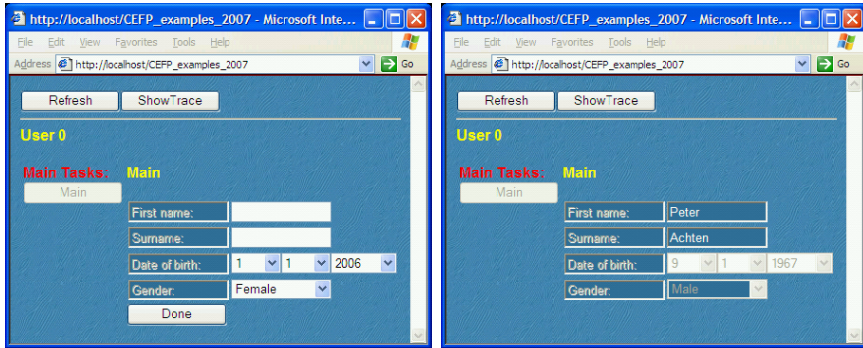 http://localhost/CEFP_examples_2007 - Microsoft Inte...
File Edit View Favorites Tools Help
Address http://localhost/CEFP_examples_2007 Go
Refresh ShowTrace
User 0
Main Tasks: Main
Main
First name:
Surname:
Date of birth: 1 1 2006
Gender: Female
Done
http://localhost/CEFP_examples_2007 - Microsoft Inte...
File Edit View Favorites Tools Help
Address http://localhost/CEFP_examples_2007 Go
Refresh ShowTrace
User 0
Main Tasks: Main
Main
First name: Peter
Surname: Achten
Date of birth: 9 1 1967
Gender: Male